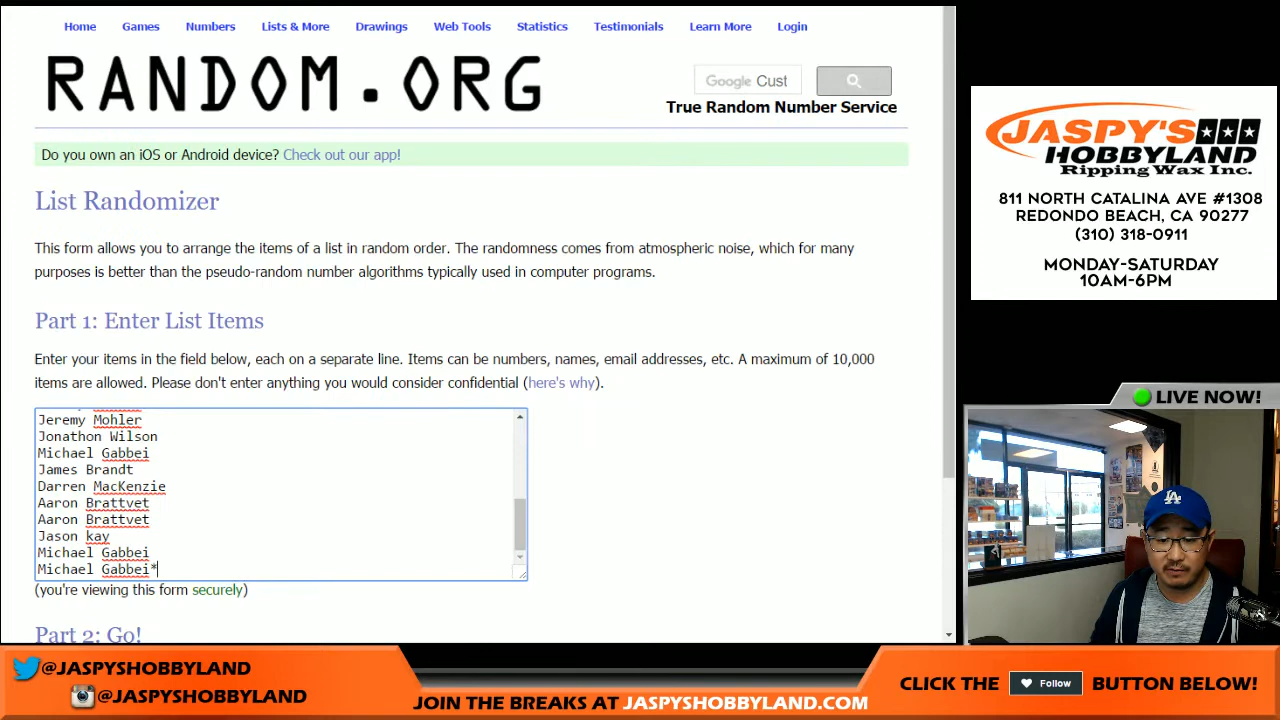 Home Games Numbers Lists & More Drawings Web Tools Statistics Testimonials Learn More Login
RANDOM.ORG
Google Cust
True Random Number Service
Do you own an iOS or Android device? Check out our app!
List Randomizer
This form allows you to arrange the items of a list in random order. The randomness comes from atmospheric noise, which for many
purposes is better than the pseudo-random number algorithms typically used in computer programs.
Part 1: Enter List Items
Enter your items in the field below, each on a separate line. Items can be numbers, names, email addresses, etc. A maximum of 10,000
items are allowed. Please don't enter anything you would consider confidential (here's why).
Jeremy Mohler
Jonathon Wilson
Michael Gabbei
James Brandt
Darren MacKenzie
Aaron Brattvet
Aaron Brattvet
Jason kay
Michael Gabbei
Michael Gabbei*
(you're viewing this form securely)
Part 2: Go!
JASPY'S
HOBBYLAND
Ripping Wax Inc.
811 NORTH CATALINA AVE #1308
REDONDO BEACH, CA 90277
(310) 318-0911
MONDAY-SATURDAY
10AM-6PM
LIVE NOW!
LA
@JASPYSHOBBYLAND
@JASPYSHOBBYLAND
JOIN THE BREAKS AT JASPYSHOBBYLAND.COM
CLICK THE Follow BUTTON BELOW!